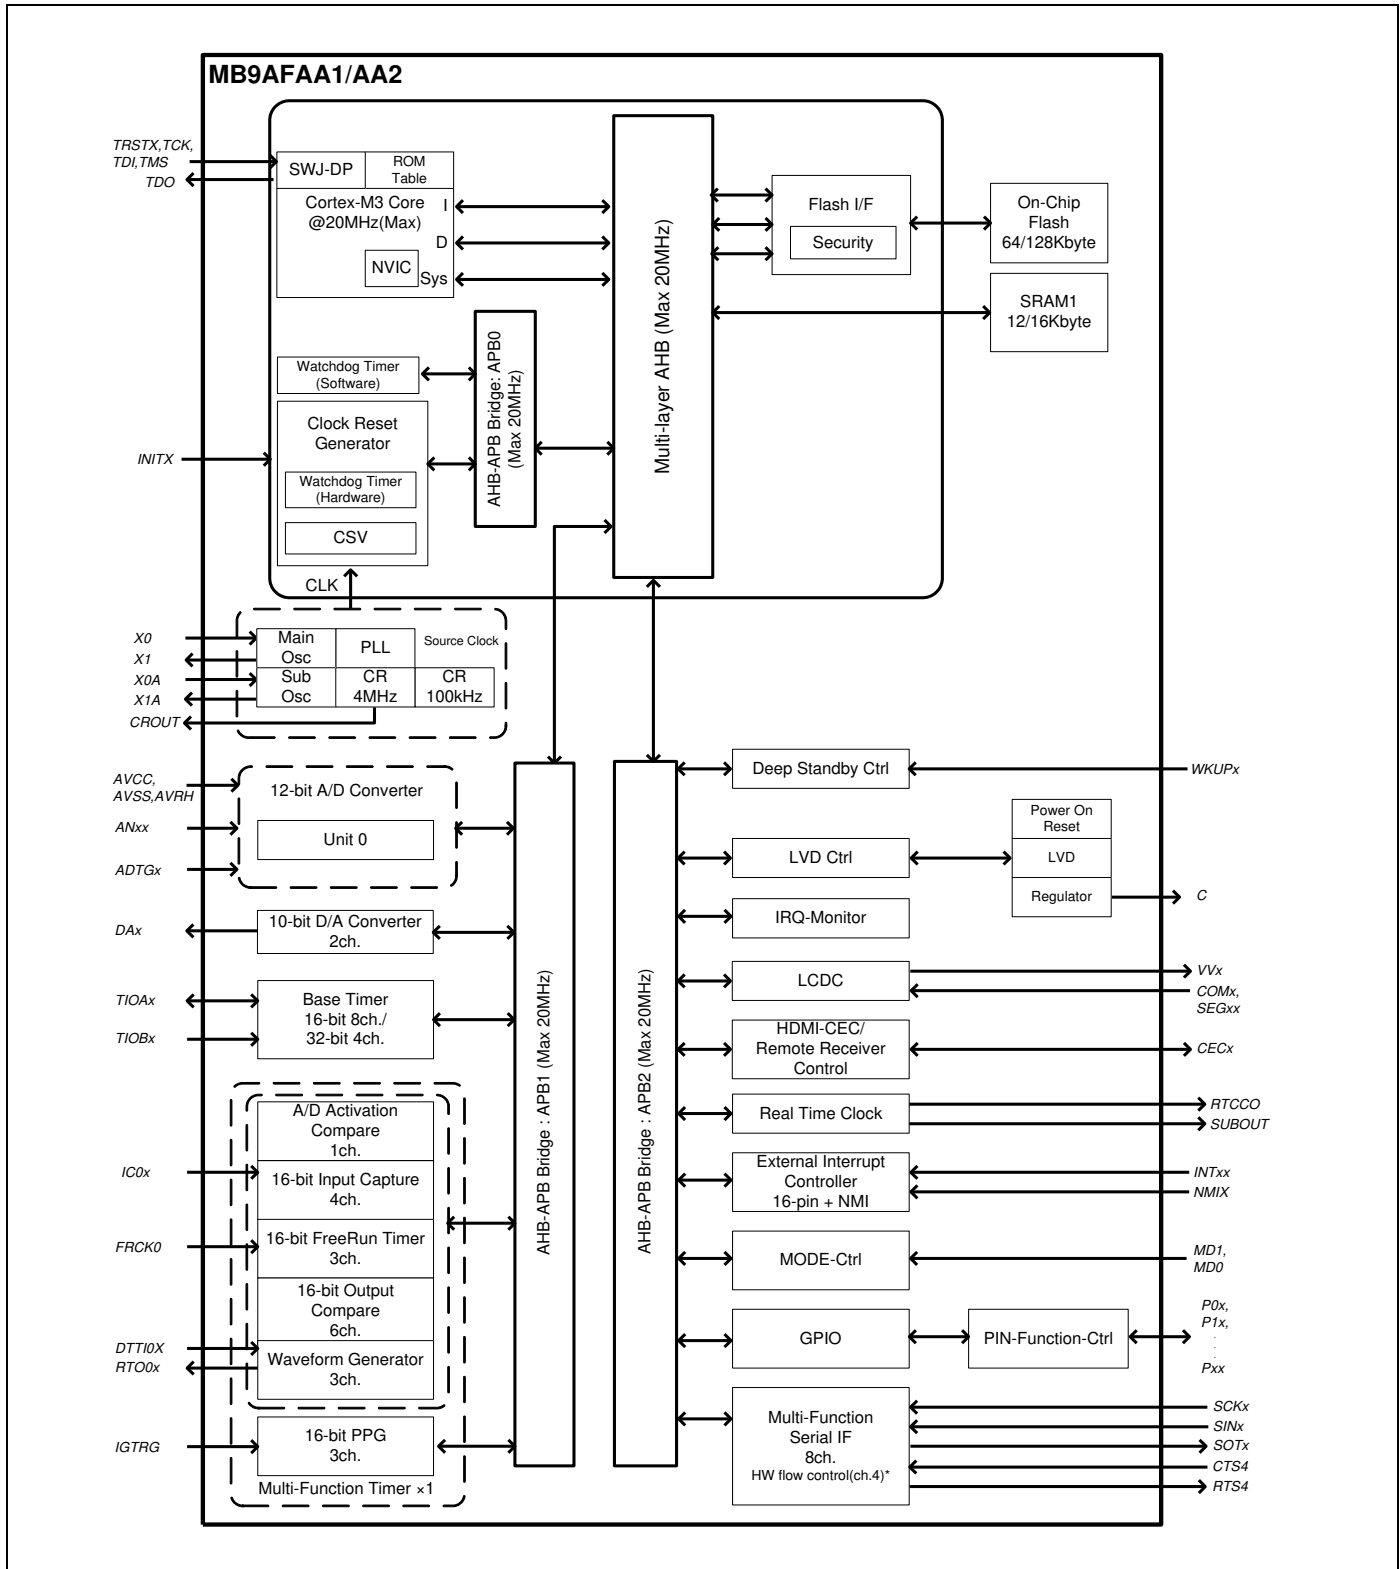 MB9AFAA1/AA2
TRSTX,TCK,
TDI,TMS
TDO
SWJ-DP
ROM
Table
Cortex-M3 Core
@20MHz(Max)
I
D
NVIC
Sys
Multi-layer AHB (Max 20MHz)
Flash I/F
Security
On-Chip
Flash
64/128Kbyte
SRAM1
12/16Kbyte
Watchdog Timer
(Software)
AHB-APB Bridge: APB0
(Max 20MHz)
Clock Reset
Generator
INITX
Watchdog Timer
(Hardware)
CSV
CLK
X0
X1
X0A
X1A
CROUT
Main
Osc
PLL
Source Clock
Sub
Osc
CR
4MHz
CR
100kHz
AVCC,
AVSS,AVRH
ANxx
ADTGx
12-bit A/D Converter
Unit 0
DAx
10-bit D/A Converter
2ch.
TIOAx
TIOBx
Base Timer
16-bit 8ch./
32-bit 4ch.
A/D Activation
Compare
1ch.
IC0x
16-bit Input Capture
4ch.
FRCK0
16-bit FreeRun Timer
3ch.
16-bit Output
Compare
6ch.
DTTI0X
RTO0x
Waveform Generator
3ch.
IGTRG
16-bit PPG
3ch.
Multi-Function Timer ×1
AHB-APB Bridge : APB1 (Max 20MHz)
AHB-APB Bridge : APB2 (Max 20MHz)
Deep Standby Ctrl
WKUPx
LVD Ctrl
Power On
Reset
LVD
Regulator
C
IRQ-Monitor
LCDC
VVx
COMx,
SEGxx
HDMI-CEC/
Remote Receiver
Control
CECx
Real Time Clock
RTCCO
SUBOUT
External Interrupt
Controller
16-pin + NMI
INTxx
NMIX
MODE-Ctrl
MD1,
MD0
GPIO
PIN-Function-Ctrl
P0x,
P1x,
.
.
Pxx
Multi-Function
Serial IF
8ch.
HW flow control(ch.4)*
SCKx
SINx
SOTx
CTS4
RTS4